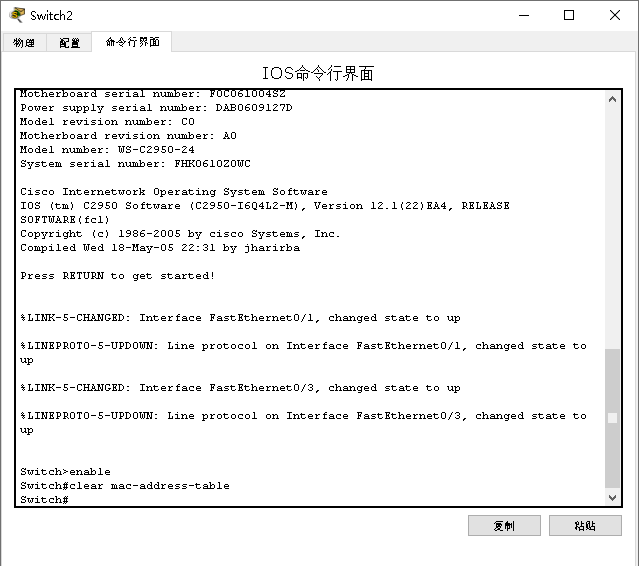 Switch2
物理 配置 命令行界面
IOS命令行界面
Motherboard serial number: FOC061004SZ
Power supply serial number: DAB0609127D
Model revision number: C0
Motherboard revision number: A0
Model number: WS-C2950-24
System serial number: FHK0610Z0WC
Cisco Internetwork Operating System Software
IOS (tm) C2950 Software (C2950-I6Q4L2-M), Version 12.1(22)EA4, RELEASE
SOFTWARE(fc1)
Copyright (c) 1986-2005 by cisco Systems, Inc.
Compiled Wed 18-May-05 22:31 by jharirba
Press RETURN to get started!
%LINK-5-CHANGED: Interface FastEthernet0/1, changed state to up
%LINEPROTO-5-UPDOWN: Line protocol on Interface FastEthernet0/1, changed state to
up
%LINK-5-CHANGED: Interface FastEthernet0/3, changed state to up
%LINEPROTO-5-UPDOWN: Line protocol on Interface FastEthernet0/3, changed state to
up
Switch>enable
Switch#clear mac-address-table
Switch#
复制 粘贴